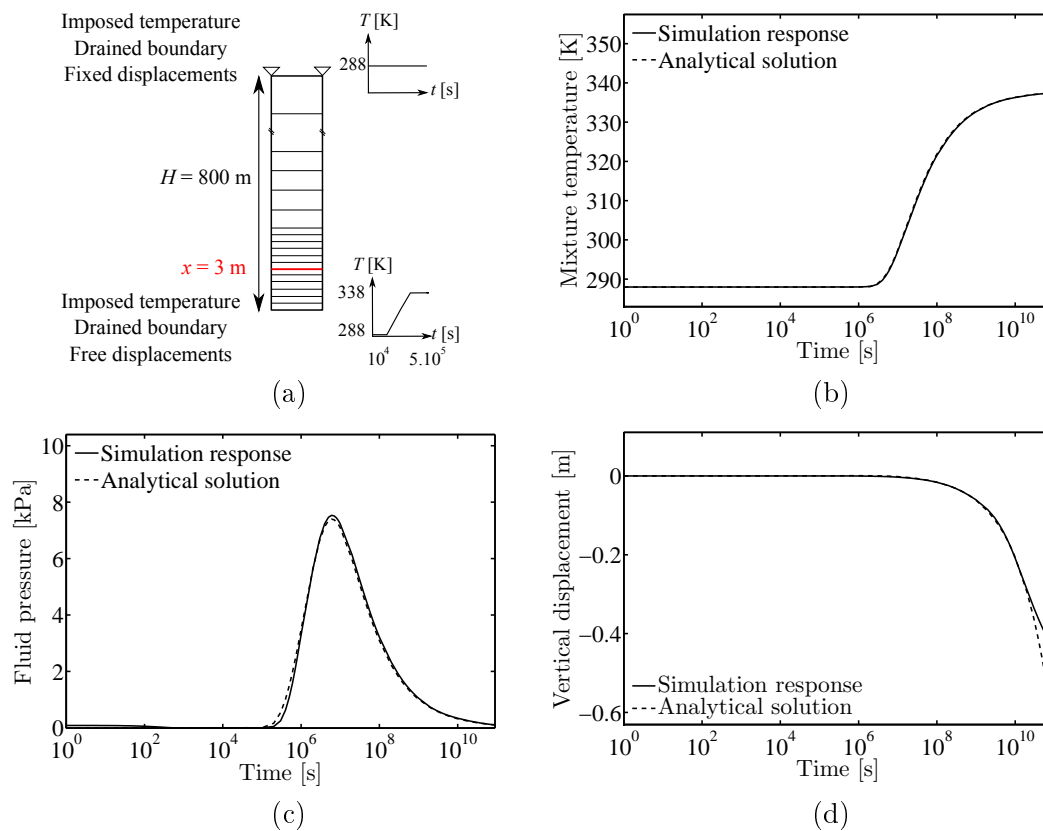 Imposed temperature
Drained boundary
Fixed displacements
T [K]
288
t [s]
H = 800 m
x = 3 m
Imposed temperature
Drained boundary
Free displacements
T [K]
338
288
t [s]
10^4 5.10^5
(a)
Mixture temperature [K]
350
340
330
320
310
300
290
Simulation response
Analytical solution
10^0 10^2 10^4 10^6 10^8 10^10
Time [s]
(b)
Fluid pressure [kPa]
10
8
6
4
2
0
Simulation response
Analytical solution
10^0 10^2 10^4 10^6 10^8 10^10
Time [s]
(c)
Vertical displacement [m]
0
−0.2
−0.4
−0.6
Simulation response
Analytical solution
10^0 10^2 10^4 10^6 10^8 10^10
Time [s]
(d)